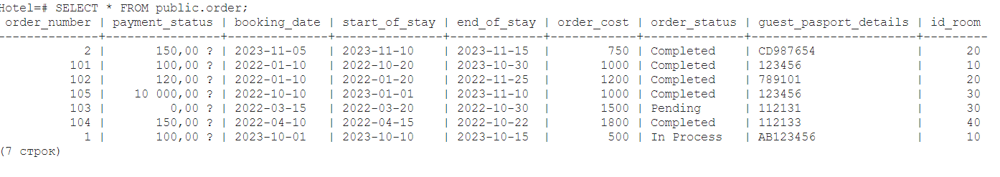 Hotel=# SELECT * FROM public.order;
order_number | payment_status | booking_date | start_of_stay | end_of_stay | order_cost | order_status | guest_pasport_details | id_room
--------------+----------------+--------------+---------------+-------------+------------+--------------+-----------------------+---------
2 | 150,00 ? | 2023-11-05 | 2023-11-10 | 2023-11-15 | 750 | Completed | CD987654 | 20
101 | 100,00 ? | 2022-01-10 | 2022-10-20 | 2023-10-30 | 1000 | Completed | 123456 | 10
102 | 120,00 ? | 2022-01-20 | 2022-01-20 | 2022-11-25 | 1200 | Completed | 789101 | 20
105 | 10 000,00 ? | 2022-10-10 | 2023-01-01 | 2023-11-10 | 1000 | Completed | 123456 | 30
103 | 0,00 ? | 2022-03-15 | 2022-03-20 | 2022-10-30 | 1500 | Pending | 112131 | 30
104 | 150,00 ? | 2022-04-10 | 2022-04-15 | 2022-10-22 | 1800 | Completed | 112133 | 40
1 | 100,00 ? | 2023-10-01 | 2023-10-10 | 2023-10-15 | 500 | In Process | AB123456 | 10
(7 строк)